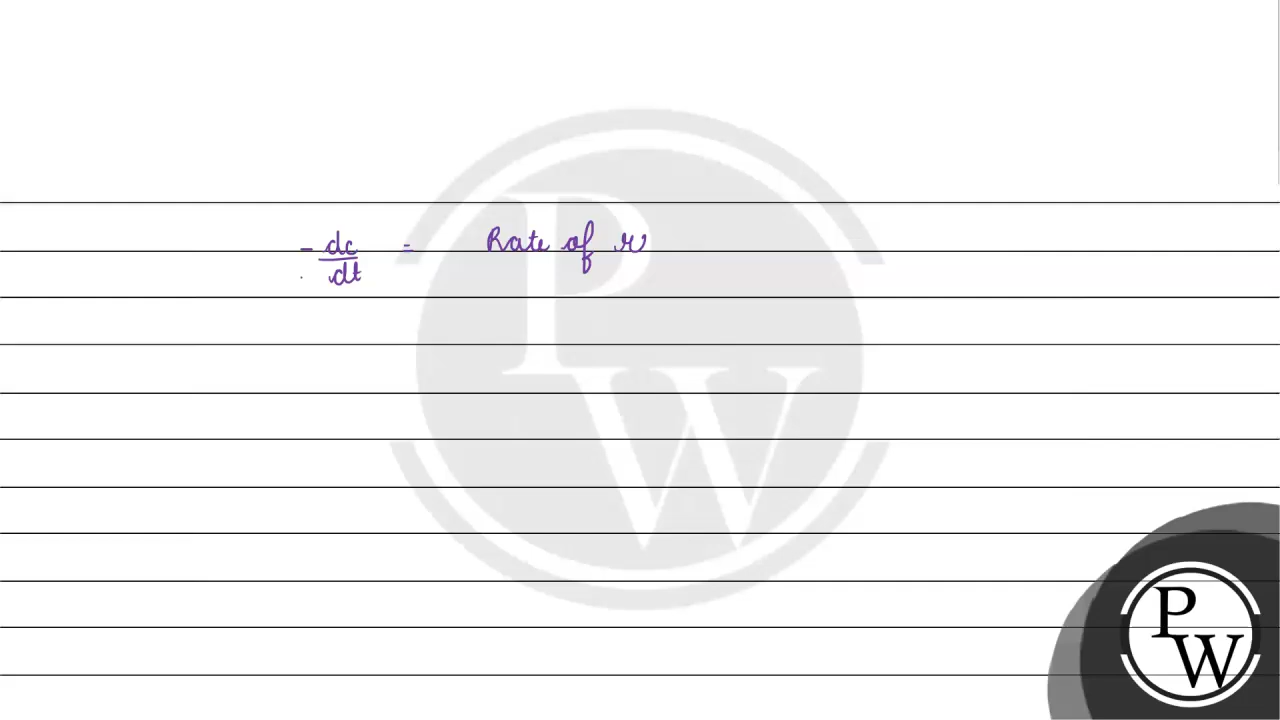 - dc/dt = Rate of
P
W
P
W